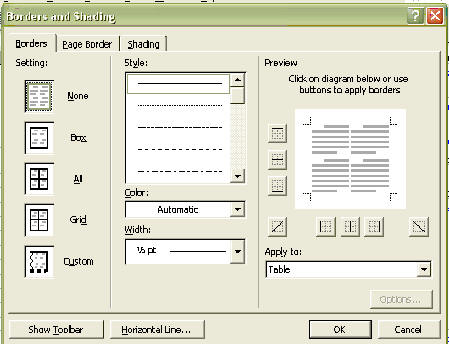 Borders and Shading
Borders
Page Border
Shading
Setting:
None
Box
All
Grid
Custom
Style:
Color:
Automatic
Width:
½ pt
Preview
Click on diagram below or use
buttons to apply borders
Apply to:
Table
Options...
Show Toolbar
Horizontal Line...
OK
Cancel